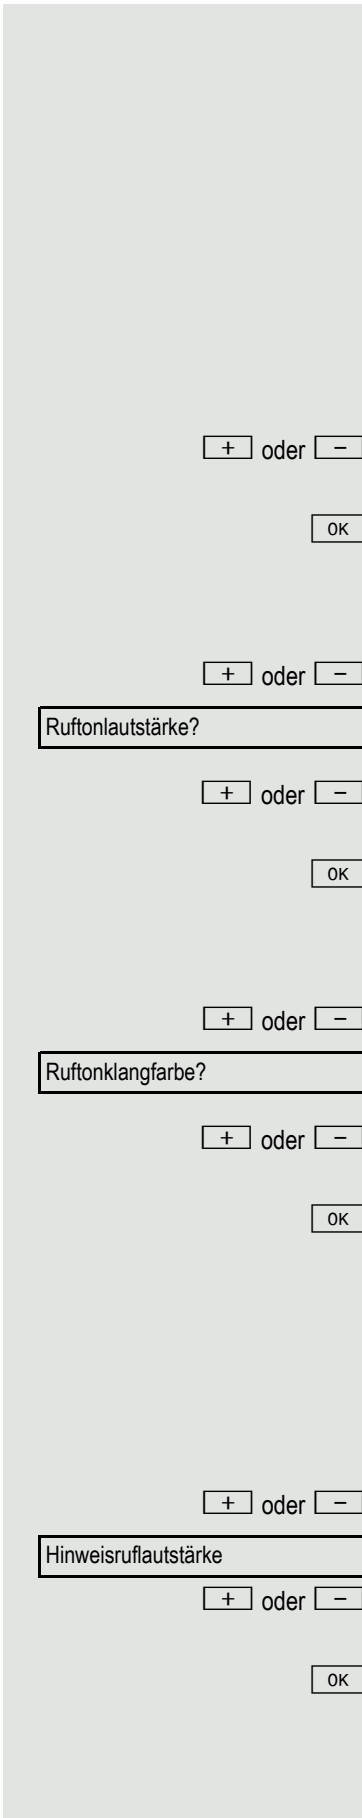 + oder −
OK
+ oder −
Ruftonlautstärke?
+ oder −
OK
+ oder −
Ruftonklangfarbe?
+ oder −
OK
+ oder −
Hinweisruflautstärke
+ oder −
OK